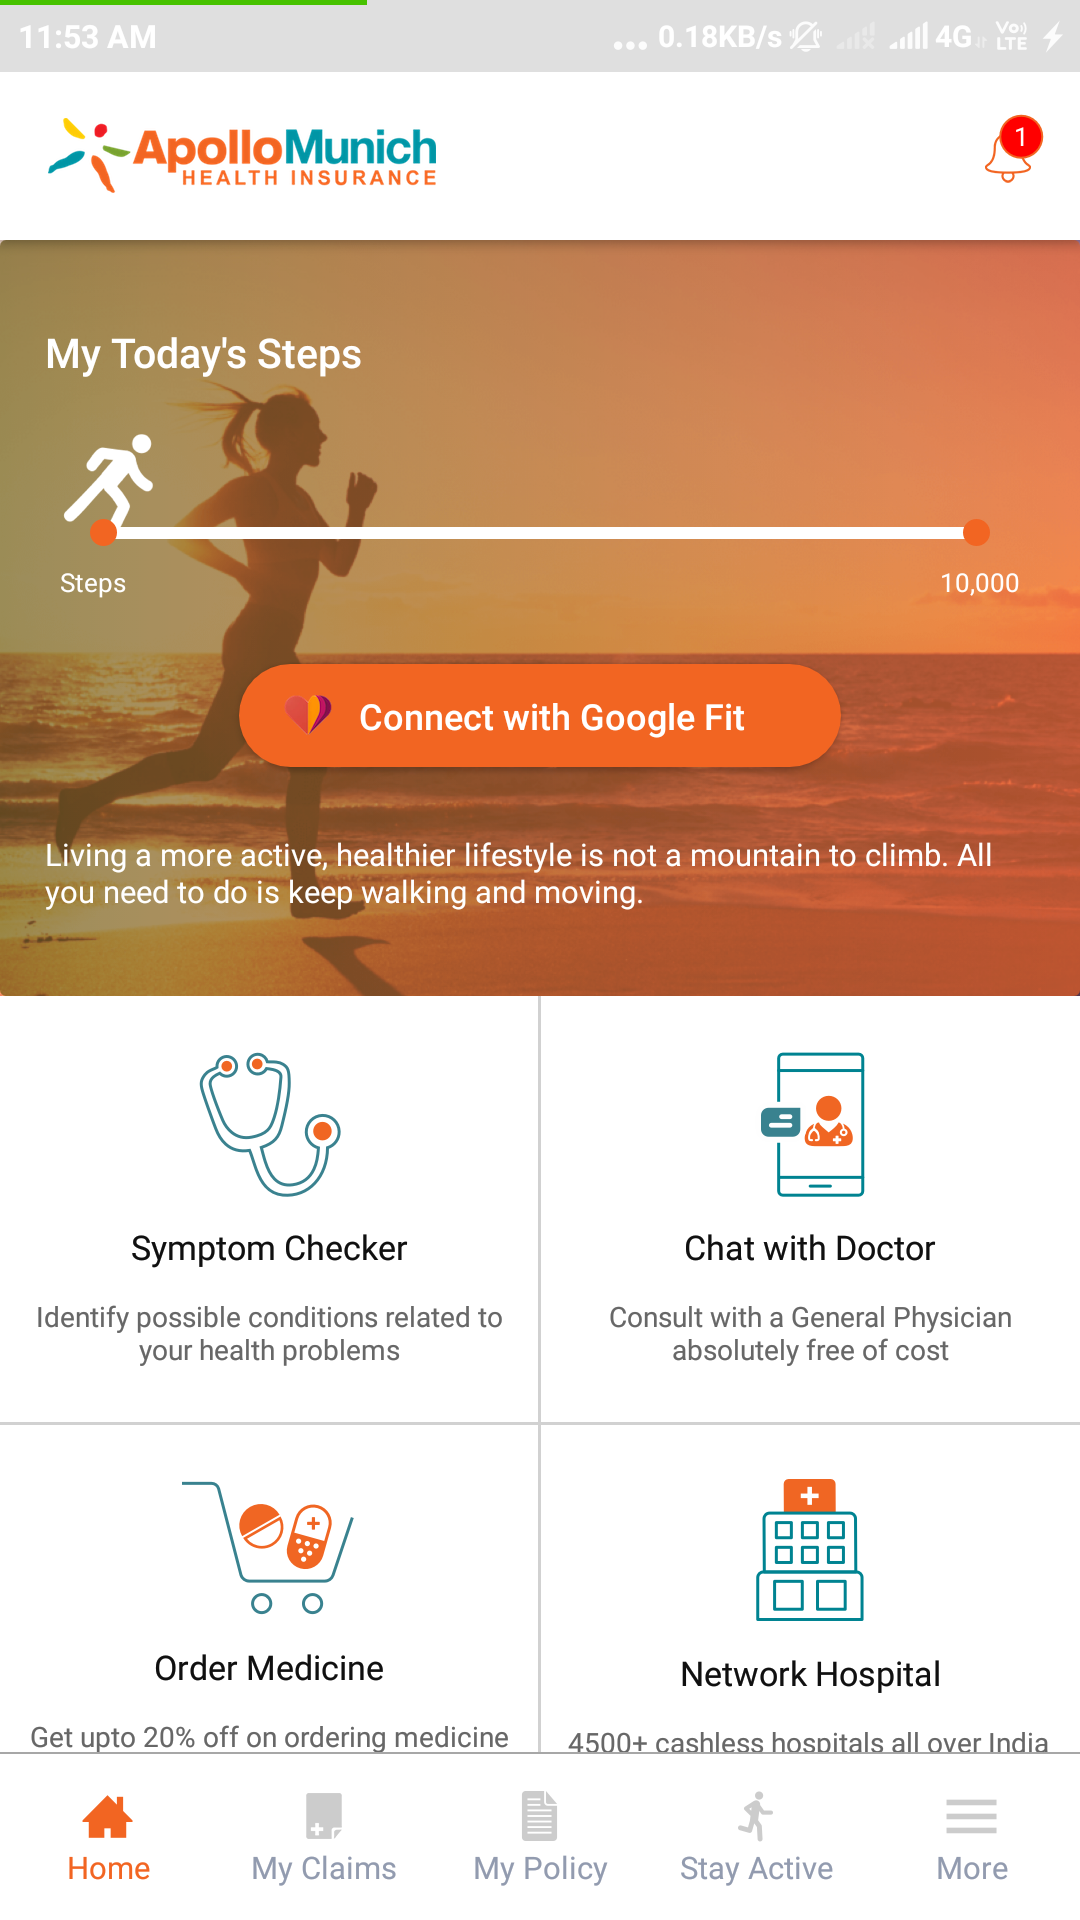 11:53 AM
... 0.18KB/s 4G VoLTE
ApolloMunich
HEALTH INSURANCE
1
My Today's Steps
Steps
10,000
Connect with Google Fit
Living a more active, healthier lifestyle is not a mountain to climb. All
you need to do is keep walking and moving.
Symptom Checker
Identify possible conditions related to
your health problems
Chat with Doctor
Consult with a General Physician
absolutely free of cost
Order Medicine
Get upto 20% off on ordering medicine
Network Hospital
4500+ cashless hospitals all over India
Home
My Claims
My Policy
Stay Active
More